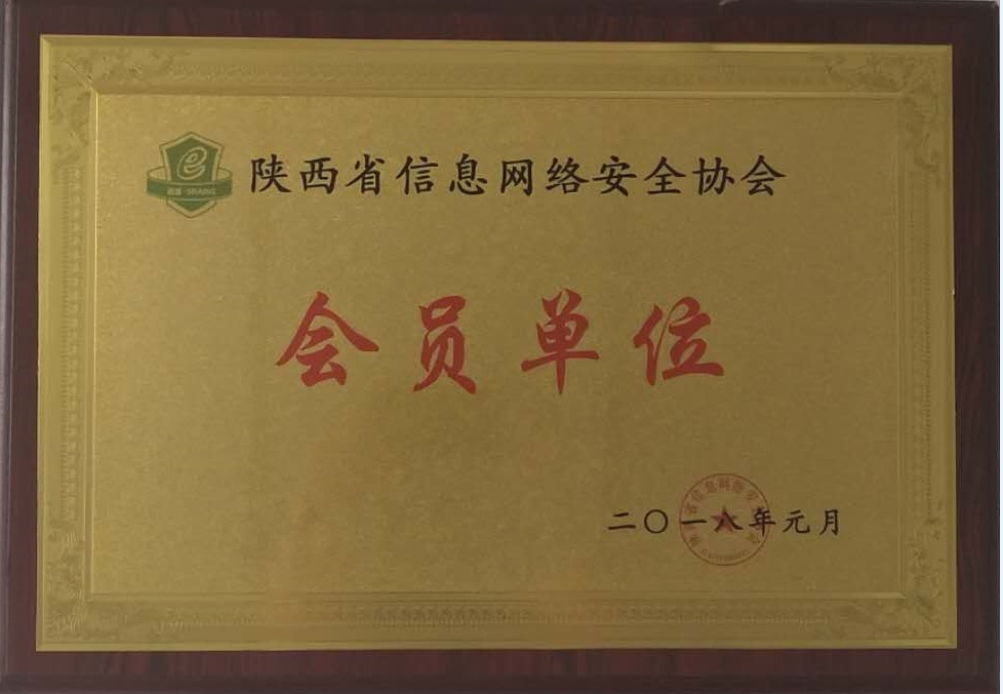 陕西省信息网络安全协会
会员单位
二〇一八年元月